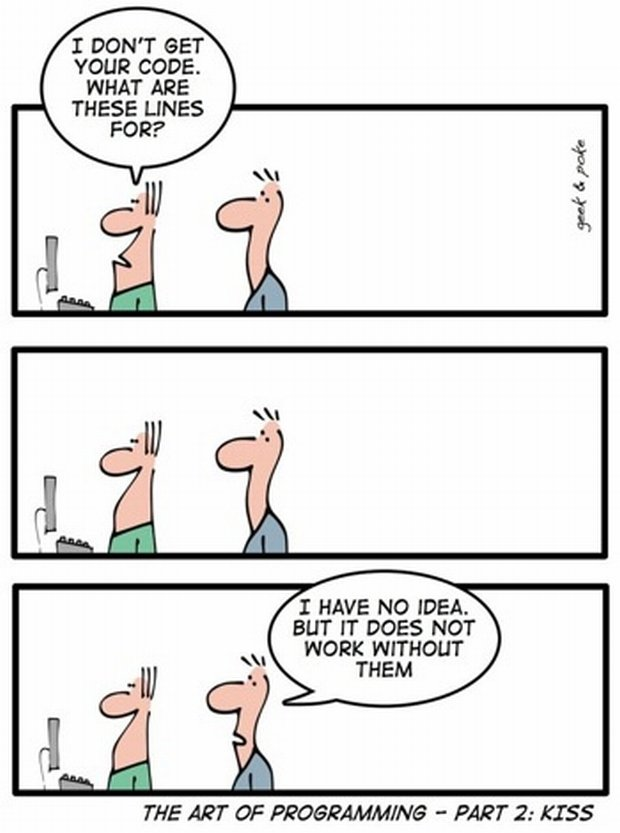 I DON'T GET
YOUR CODE.
WHAT ARE
THESE LINES
FOR?
geek & poke
I HAVE NO IDEA.
BUT IT DOES NOT
WORK WITHOUT
THEM
THE ART OF PROGRAMMING - PART 2: KISS